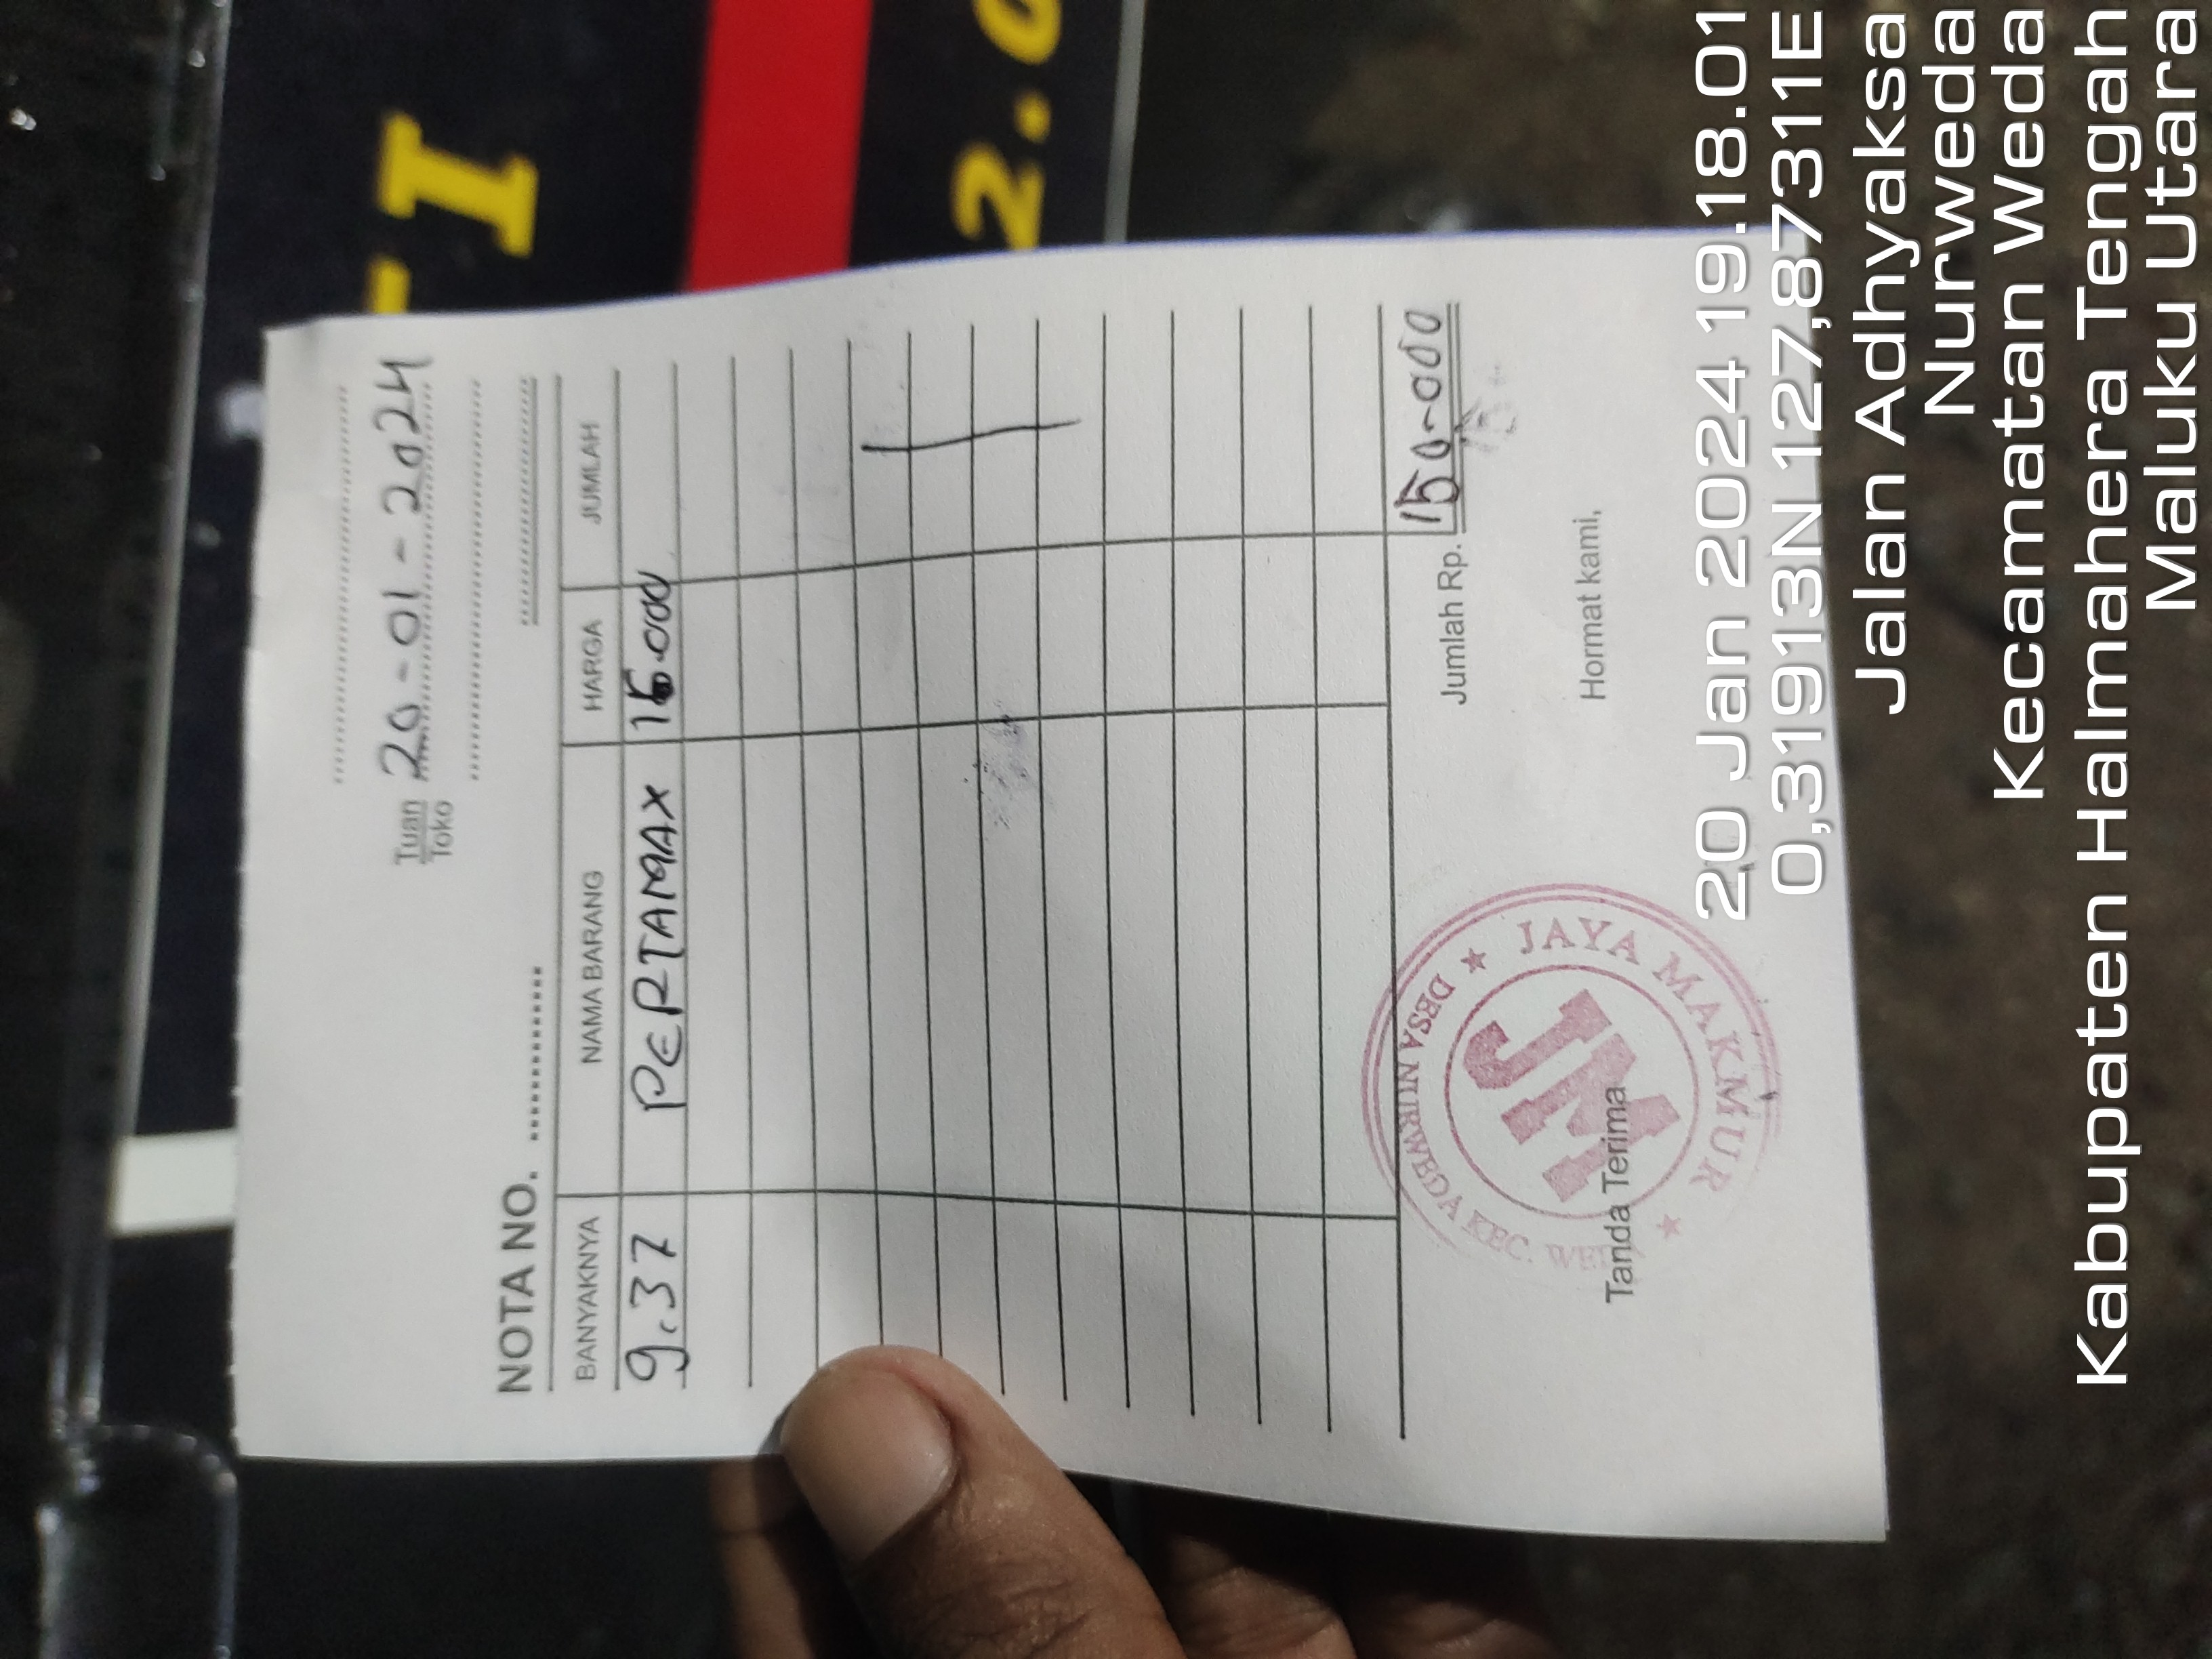 - I
2.0
Tuan
Toko
20-01-2024
NOTA NO. ............
BANYAKNYA NAMA BARANG HARGA JUMLAH
9.37 PERTAMAX 16.000
Jumlah Rp. 150-000
Tanda Terima Hormat kami,
JAYA MAKMUR
JM
DESA NURWEDA KEC. WEDA
20 Jan 2024 19.18.01
0,31913N 127,87311E
Jalan Adhyaksa
Nurweda
Kecamatan Weda
Kabupaten Halmahera Tengah
Maluku Utara